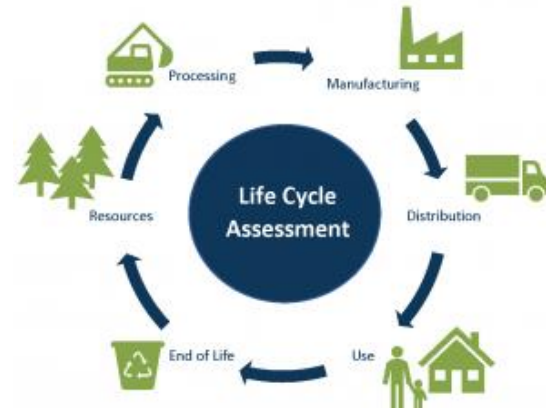 Processing
Manufacturing
Resources
Life Cycle
Assessment
Distribution
End of Life
Use